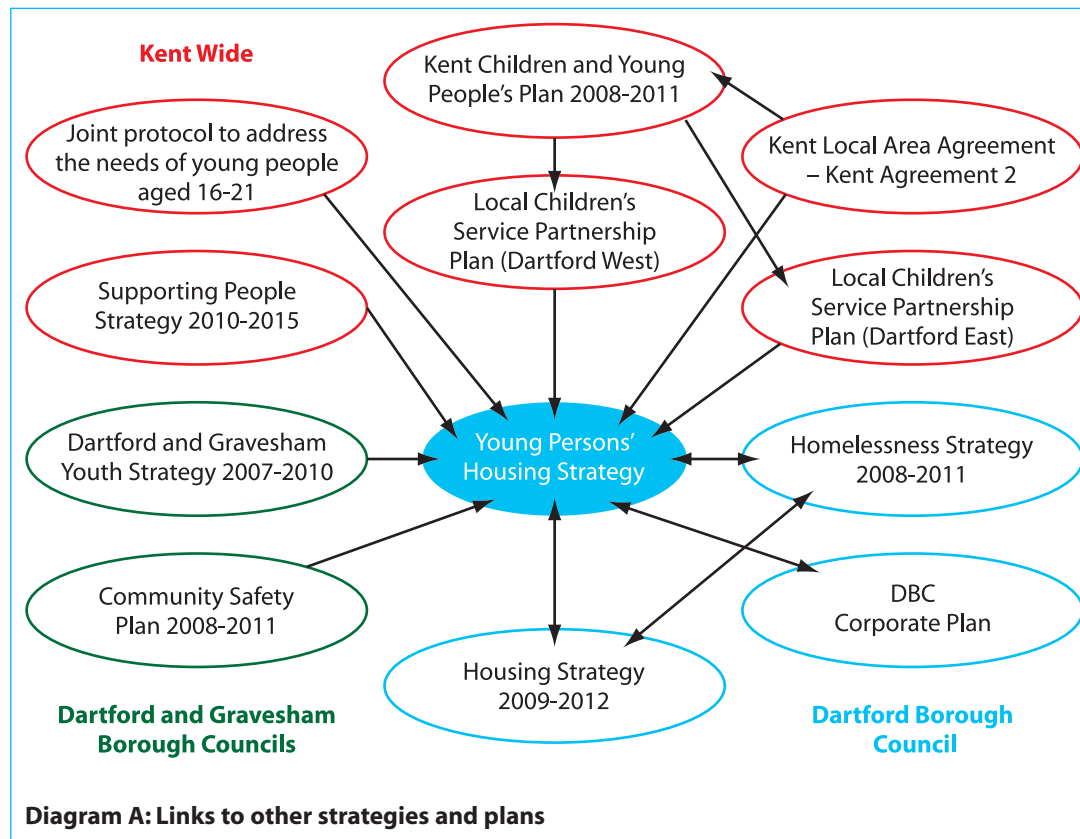 Kent Wide
Kent Children and Young
People's Plan 2008-2011
Joint protocol to address
the needs of young people
aged 16-21
Kent Local Area Agreement
– Kent Agreement 2
Local Children's
Service Partnership
Plan (Dartford West)
Supporting People
Strategy 2010-2015
Local Children's
Service Partnership
Plan (Dartford East)
Dartford and Gravesham
Youth Strategy 2007-2010
Young Persons'
Housing Strategy
Homelessness Strategy
2008-2011
Community Safety
Plan 2008-2011
DBC
Corporate Plan
Housing Strategy
2009-2012
Dartford and Gravesham
Borough Councils
Dartford Borough
Council
Diagram A: Links to other strategies and plans